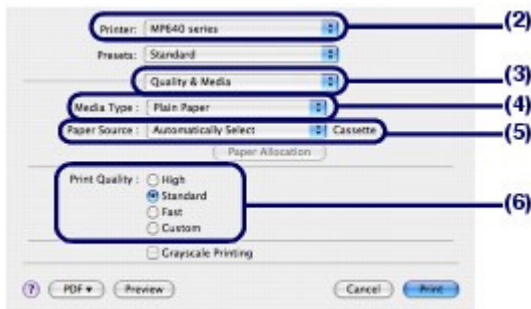 Printer: MP640 series (2)
Presets: Standard
Quality & Media (3)
Media Type: Plain Paper (4)
Paper Source: Automatically Select Cassette (5)
Paper Allocation
Print Quality: High
Standard (6)
Fast
Custom
Grayscale Printing
? PDF Preview Cancel Print